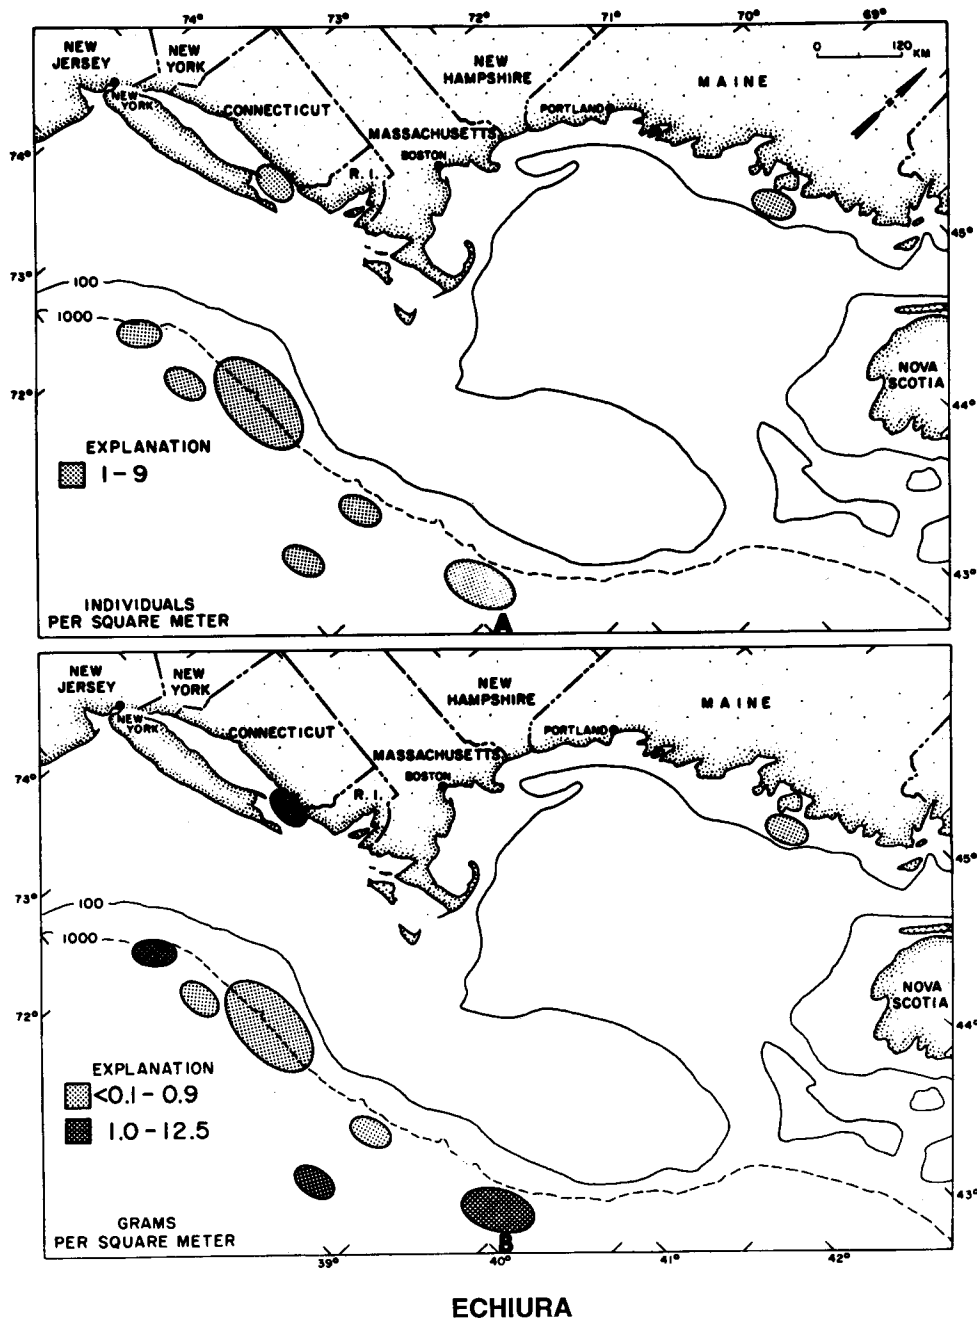 74° 73° 72° 71° 70° 69°
NEW
JERSEY
NEW
YORK
NEW
HAMPSHIRE
0 120 KM
MAINE
NEW
YORK
CONNECTICUT
PORTLAND
MASSACHUSETTS
BOSTON
R. I.
74°
45°
73°
100
1000
NOVA
SCOTIA
72°
44°
EXPLANATION
1–9
43°
INDIVIDUALS
PER SQUARE METER
A
NEW
JERSEY
NEW
YORK
NEW
HAMPSHIRE
MAINE
NEW
YORK
CONNECTICUT
PORTLAND
MASSACHUSETTS
BOSTON
R. I.
74°
45°
73°
100
1000
NOVA
SCOTIA
72°
44°
EXPLANATION
<0.1–0.9
1.0–12.5
43°
GRAMS
PER SQUARE METER
B
39° 40° 41° 42°
ECHIURA